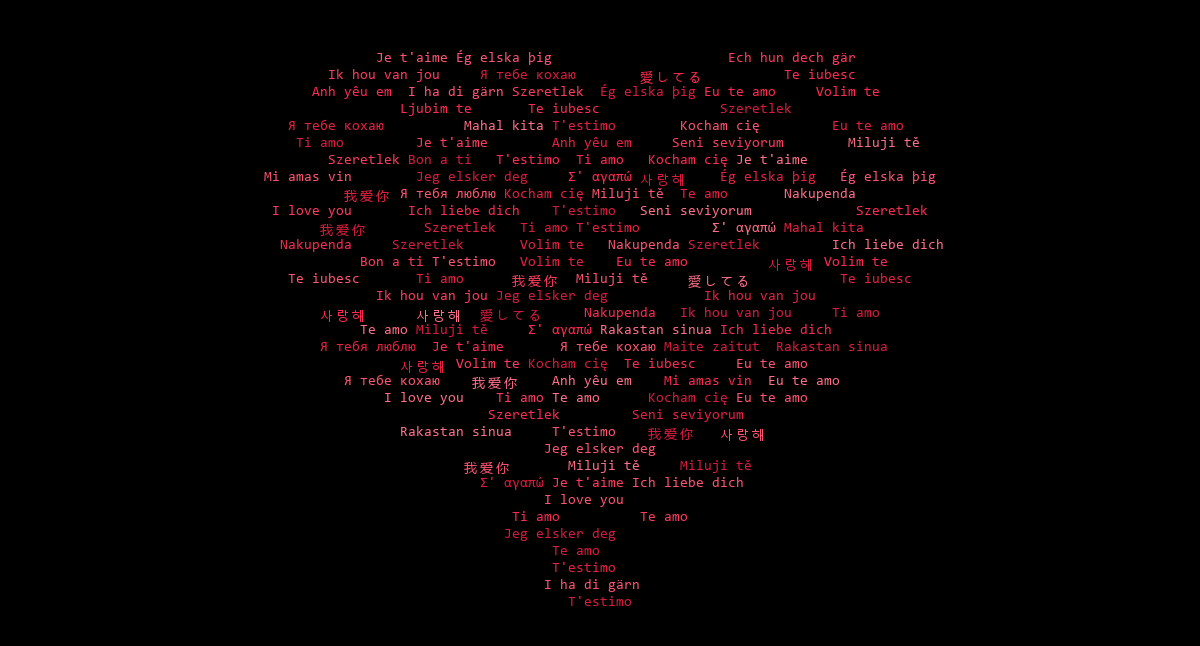 Je t'aime Ég elska þig Ech hun dech gär
Ik hou van jou Я тебе кохаю 愛してる Te iubesc
Anh yêu em I ha di gärn Szeretlek Ég elska þig Eu te amo Volim te
Ljubim te Te iubesc Szeretlek
Я тебе кохаю Mahal kita T'estimo Kocham cię Eu te amo
Ti amo Je t'aime Anh yêu em Seni seviyorum Miluji tě
Szeretlek Bon a ti T'estimo Ti amo Kocham cię Je t'aime
Mi amas vin Jeg elsker deg Σ' αγαπώ 사랑해 Ég elska þig Ég elska þig
我爱你 Я тебя люблю Kocham cię Miluji tě Te amo Nakupenda
I love you Ich liebe dich T'estimo Seni seviyorum Szeretlek
我爱你 Szeretlek Ti amo T'estimo Σ' αγαπώ Mahal kita
Nakupenda Szeretlek Volim te Nakupenda Szeretlek Ich liebe dich
Bon a ti T'estimo Volim te Eu te amo 사랑해 Volim te
Te iubesc Ti amo 我爱你 Miluji tě 愛してる Te iubesc
Ik hou van jou Jeg elsker deg Ik hou van jou
사랑해 사랑해 愛してる Nakupenda Ik hou van jou Ti amo
Te amo Miluji tě Σ' αγαπώ Rakastan sinua Ich liebe dich
Я тебя люблю Je t'aime Я тебе кохаю Maite zaitut Rakastan sinua
사랑해 Volim te Kocham cię Te iubesc Eu te amo
Я тебе кохаю 我爱你 Anh yêu em Mi amas vin Eu te amo
I love you Ti amo Te amo Kocham cię Eu te amo
Szeretlek Seni seviyorum
Rakastan sinua T'estimo 我爱你 사랑해
Jeg elsker deg
我爱你 Miluji tě Miluji tě
Σ' αγαπώ Je t'aime Ich liebe dich
I love you
Ti amo Te amo
Jeg elsker deg
Te amo
T'estimo
I ha di gärn
T'estimo